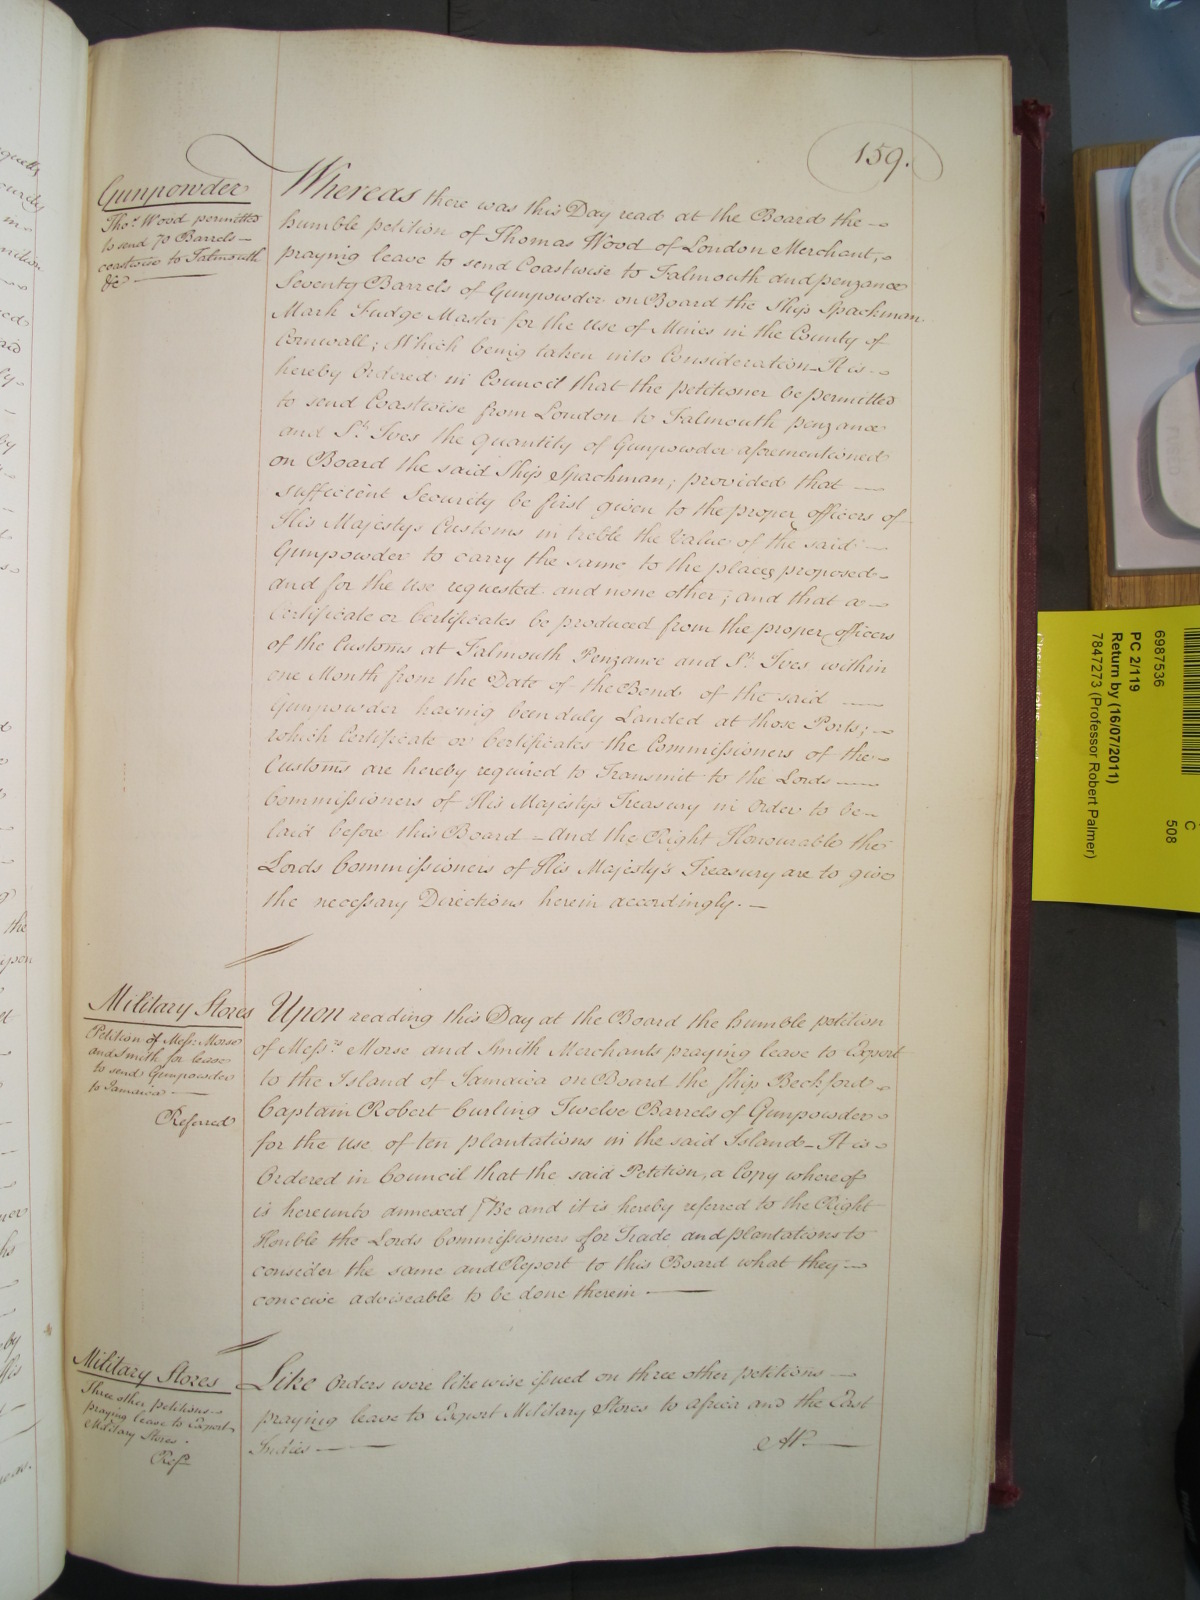 159.
Gunpowder
Thos. Wood permitted
to send 70 Barrels —
coastwise to Falmouth
&c
Whereas there was this Day read at the Board the
humble petition of Thomas Wood of London Merchant,
praying leave to send Coastwise to Falmouth and penzance
Seventy Barrels of Gunpowder on Board the Ship Spackman
Mark Fudge Master for the Use of Mines in the County of
Cornwall; Which being taken into Consideration – It is
hereby Ordered in Council that the petitioner be permitted
to send Coastwise from London to Falmouth penzance
and St. Ives the quantity of Gunpowder aforementioned
on Board the said Ship Spackman; provided that —
sufficient Security be first given to the proper officers of
His Majestys Customs in treble the Value of the said —
Gunpowder to carry the same to the places proposed
and for the Use requested and none other; and that a
Certificate or Certificates be produced from the proper officers
of the Customs at Falmouth Penzance and St. Ives within
one Month from the Date of the Bond of the said —
Gunpowder having been duly Landed at those Ports;
which Certificate or Certificates the Commissioners of the
Customs are hereby required to Transmit to the Lords —
Commissioners of His Majestys Treasury in Order to be
laid before this Board – And the Right Honourable the
Lords Commissioners of His Majesty's Treasury are to give
the necessary Directions herein accordingly. —
Military Stores
Petition of Messrs. Morse
and Smith for leave
to send Gunpowder
to Jamaica —
Referred
Upon reading this Day at the Board the humble petition
of Messrs. Morse and Smith Merchants praying leave to Export
to the Island of Jamaica on Board the Ship Beckford
Captain Robert Curling Twelve Barrels of Gunpowder
for the Use of ten plantations in the said Island – It is
Ordered in Council that the said Petition, a Copy whereof
is hereunto annexed / Be and it is hereby referred to the Right
Honble the Lords Commissioners for Trade and plantations to
consider the same and Report to this Board what they
conceive adviseable to be done therein —
Military Stores
Three other petitions
praying leave to Export
Military Stores.
Ref
Like Orders were likewise issued on three other petitions —
praying leave to Export Military Stores to africa and the East
Indies —
6987536
PC 2/119
Return by (16/07/2011)
7847273 (Professor Robert Palmer)
C
508